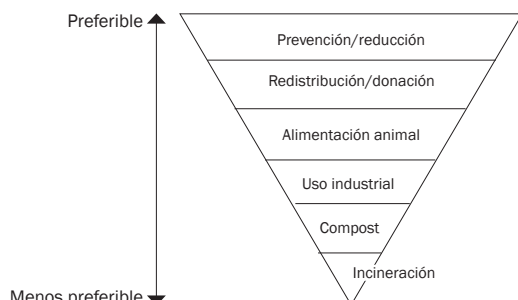 Preferible
Prevención/reducción
Redistribución/donación
Alimentación animal
Uso industrial
Compost
Incineración
Menos preferible